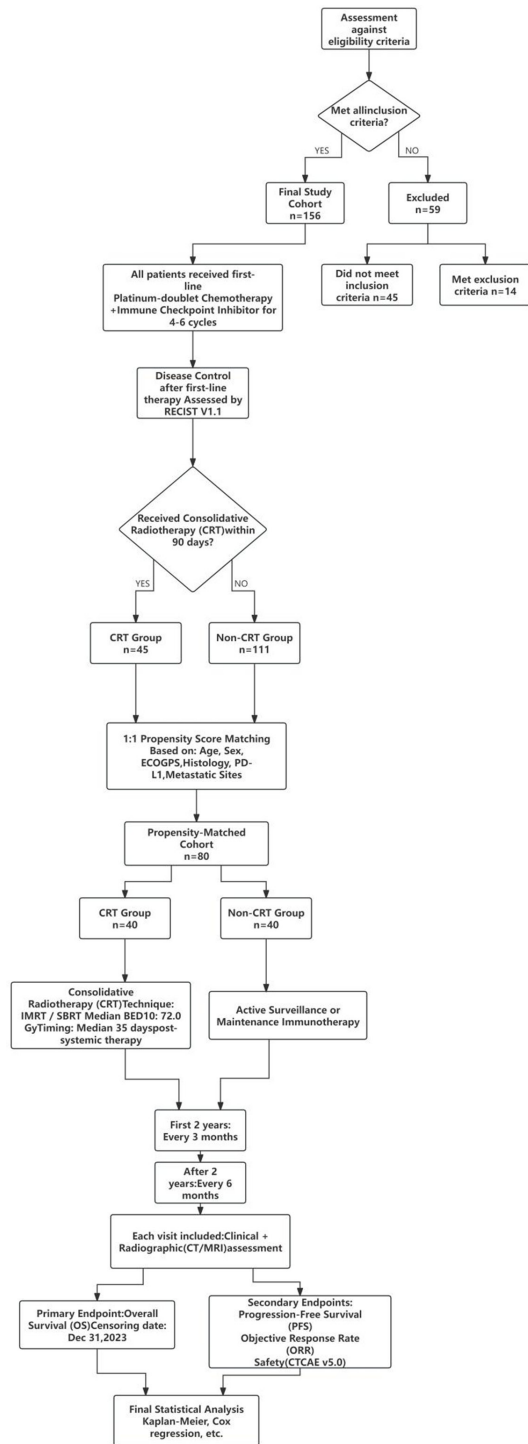 Assessment
against
eligibility criteria
Met allinclusion
criteria?
YES
NO
Final Study
Cohort
n=156
Excluded
n=59
All patients received first-
line
Platinum-doublet Chemotherapy
+Immune Checkpoint Inhibitor for
4-6 cycles
Did not meet
inclusion
criteria n=45
Met exclusion
criteria n=14
Disease Control
after first-line
therapy Assessed by
RECIST V1.1
Received Consolidative
Radiotherapy (CRT)within
90 days?
YES
NO
CRT Group
n=45
Non-CRT Group
n=111
1:1 Propensity Score Matching
Based on: Age, Sex,
ECOGPS,Histology, PD-
L1,Metastatic Sites
Propensity-Matched
Cohort
n=80
CRT Group
n=40
Non-CRT Group
n=40
Consolidative
Radiotherapy (CRT)Technique:
IMRT / SBRT Median BED10: 72.0
GyTiming: Median 35 dayspost-
systemic therapy
Active Surveillance or
Maintenance Immunotherapy
First 2 years:
Every 3 months
After 2
years:Every 6
months
Each visit included:Clinical +
Radiographic(CT/MRI)assessment
Primary Endpoint:Overall
Survival (OS)Censoring date:
Dec 31,2023
Secondary Endpoints:
Progression-Free Survival
(PFS)
Objective Response Rate
(ORR)
Safety(CTCAE v5.0)
Final Statistical Analysis
Kaplan-Meier, Cox
regression, etc.